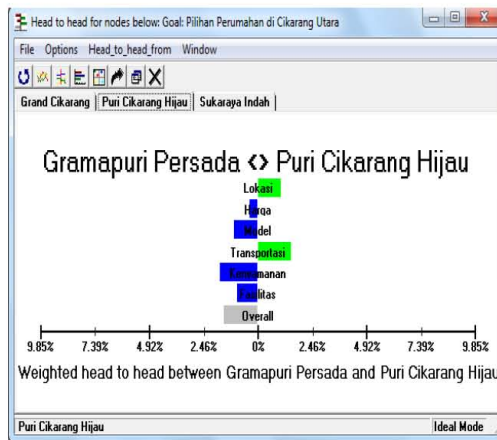 Head to head for nodes below: Goal: Pilihan Perumahan di Cikarang Utara
File Options Head_to_head_from Window
Grand Cikarang Puri Cikarang Hijau Sukaraya Indah
Gramapuri Persada <> Puri Cikarang Hijau
Lokasi
Harga
Model
Transportasi
Keamanan
Fasilitas
Overall
9.85% 7.39% 4.92% 2.46% 0% 2.46% 4.92% 7.39% 9.85%
Weighted head to head between Gramapuri Persada and Puri Cikarang Hijau
Puri Cikarang Hijau Ideal Mode